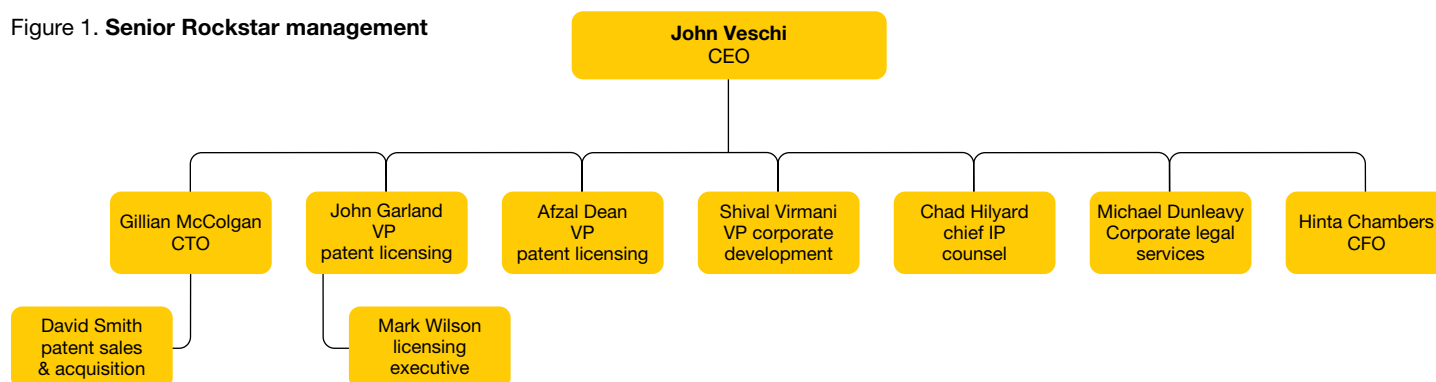 Figure 1. Senior Rockstar management
John Veschi
CEO
Gillian McColgan
CTO
John Garland
VP
patent licensing
Afzal Dean
VP
patent licensing
Shival Virmani
VP corporate
development
Chad Hilyard
chief IP
counsel
Michael Dunleavy
Corporate legal
services
Hinta Chambers
CFO
David Smith
patent sales
& acquisition
Mark Wilson
licensing
executive